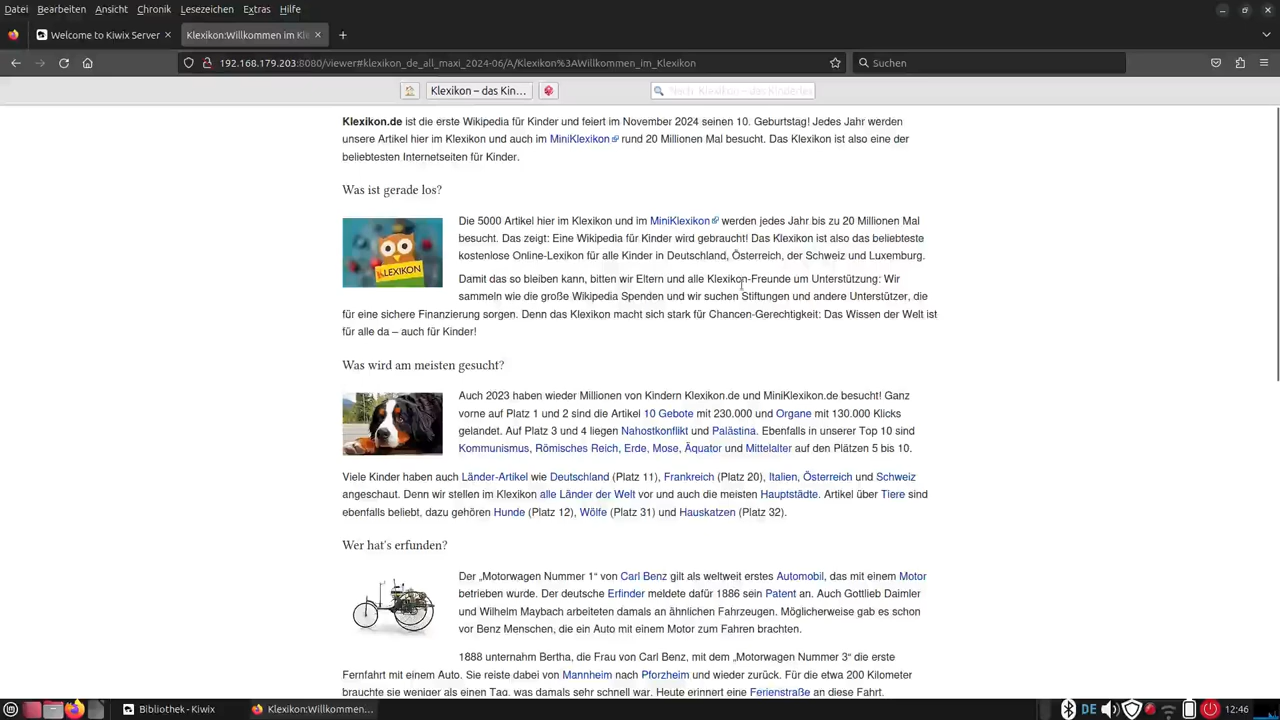 Datei Bearbeiten Ansicht Chronik Lesezeichen Extras Hilfe
Welcome to Kiwix Server
Klexikon:Willkommen im Kl
192.168.179.203:8080/viewer#klexikon_de_all_maxi_2024-06/A/Klexikon%3AWillkommen_im_Klexikon
Suchen
Klexikon – das Kin...
Klexikon.de ist die erste Wikipedia für Kinder und feiert im November 2024 seinen 10. Geburtstag! Jedes Jahr werden
unsere Artikel hier im Klexikon und auch im MiniKlexikon rund 20 Millionen Mal besucht. Das Klexikon ist also eine der
beliebtesten Internetseiten für Kinder.
Was ist gerade los?
KLEXIKON
Die 5000 Artikel hier im Klexikon und im MiniKlexikon werden jedes Jahr bis zu 20 Millionen Mal
besucht. Das zeigt: Eine Wikipedia für Kinder wird gebraucht! Das Klexikon ist also das beliebteste
kostenlose Online-Lexikon für alle Kinder in Deutschland, Österreich, der Schweiz und Luxemburg.
Damit das so bleiben kann, bitten wir Eltern und alle Klexikon-Freunde um Unterstützung: Wir
sammeln wie die große Wikipedia Spenden und wir suchen Stiftungen und andere Unterstützer, die
für eine sichere Finanzierung sorgen. Denn das Klexikon macht sich stark für Chancen-Gerechtigkeit: Das Wissen der Welt ist
für alle da – auch für Kinder!
Was wird am meisten gesucht?
Auch 2023 haben wieder Millionen von Kindern Klexikon.de und MiniKlexikon.de besucht! Ganz
vorne auf Platz 1 und 2 sind die Artikel 10 Gebote mit 230.000 und Organe mit 130.000 Klicks
gelandet. Auf Platz 3 und 4 liegen Nahostkonflikt und Palästina. Ebenfalls in unserer Top 10 sind
Kommunismus, Römisches Reich, Erde, Mose, Äquator und Mittelalter auf den Plätzen 5 bis 10.
Viele Kinder haben auch Länder-Artikel wie Deutschland (Platz 11), Frankreich (Platz 20), Italien, Österreich und Schweiz
angeschaut. Denn wir stellen im Klexikon alle Länder der Welt vor und auch die meisten Hauptstädte. Artikel über Tiere sind
ebenfalls beliebt, dazu gehören Hunde (Platz 12), Wölfe (Platz 31) und Hauskatzen (Platz 32).
Wer hat's erfunden?
Der „Motorwagen Nummer 1“ von Carl Benz gilt als weltweit erstes Automobil, das mit einem Motor
betrieben wurde. Der deutsche Erfinder meldete dafür 1886 sein Patent an. Auch Gottlieb Daimler
und Wilhelm Maybach arbeiteten damals an ähnlichen Fahrzeugen. Möglicherweise gab es schon
vor Benz Menschen, die ein Auto mit einem Motor zum Fahren brachten.
1888 unternahm Bertha, die Frau von Carl Benz, mit dem „Motorwagen Nummer 3“ die erste
Fernfahrt mit einem Auto. Sie reiste dabei von Mannheim nach Pforzheim und wieder zurück. Für die etwa 200 Kilometer
brauchte sie weniger als einen Tag, was damals sehr schnell war. Heute erinnert eine Ferienstraße an diese Fahrt.
Bibliothek - Kiwix
Klexikon:Willkommen...
DE
12:46